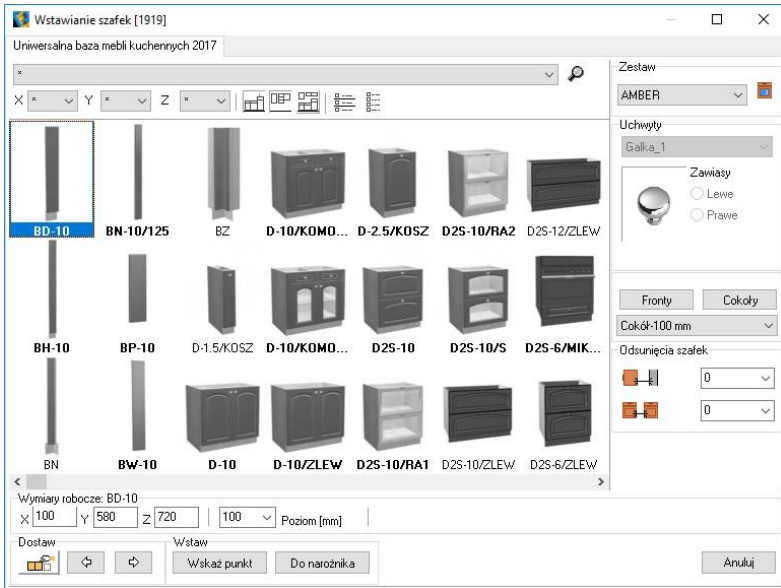 Wstawianie szafek [1919]
Uniwersalna baza mebli kuchennych 2017
*
X * Y * Z *
BD-10 BN-10/125 BZ D-10/KOMO... D-2.5/KOSZ D2S-10/RA2 D2S-12/ZLEW
BH-10 BP-10 D-1.5/KOSZ D-10/KOMO... D2S-10 D2S-10/S D2S-6/MIK...
BN BW-10 D-10 D-10/ZLEW D2S-10/RA1 D2S-10/ZLEW D2S-6/ZLEW
Zestaw
AMBER
Uchwyty
Galka_1
Zawiasy
Lewe
Prawe
Fronty Cokoły
Cokół-100 mm
Odsunięcia szafek
0
0
Wymiary robocze: BD-10
X 100 Y 580 Z 720 100 Poziom [mm]
Dostaw Wstaw
Wskaż punkt Do narożnika Anuluj